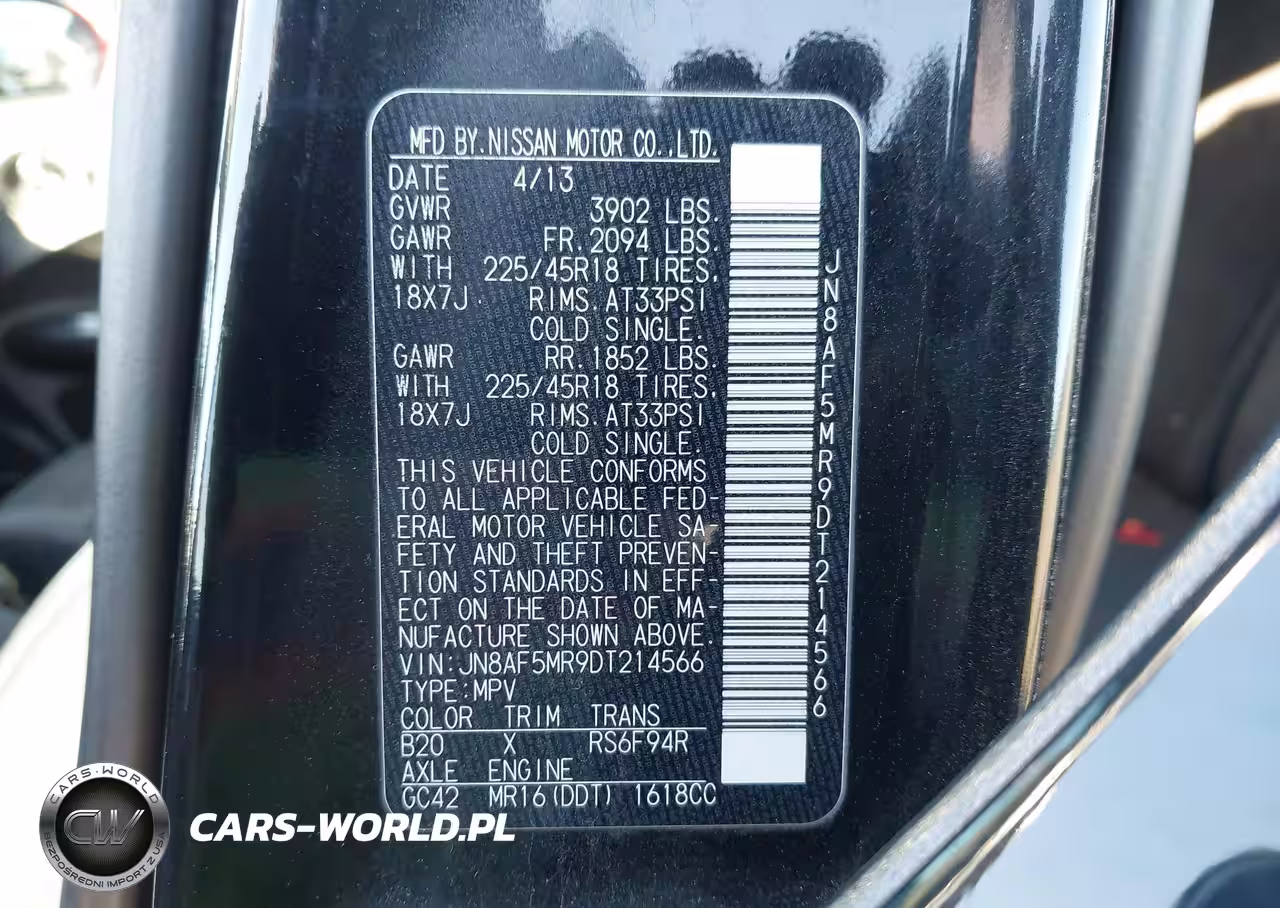 MFD BY.NISSAN MOTOR CO.,LTD.
DATE 4/13
GVWR 3902 LBS.
GAWR FR.2094 LBS.
WITH 225/45R18 TIRES,
18X7J RIMS.AT33PSI
COLD SINGLE.
GAWR RR.1852 LBS.
WITH 225/45R18 TIRES,
18X7J RIMS.AT33PSI
COLD SINGLE.
THIS VEHICLE CONFORMS
TO ALL APPLICABLE FED-
ERAL MOTOR VEHICLE SA-
FETY AND THEFT PREVEN-
TION STANDARDS IN EFF-
ECT ON THE DATE OF MA-
NUFACTURE SHOWN ABOVE.
VIN:JN8AF5MR9DT214566
TYPE:MPV
COLOR TRIM TRANS
B20 X RS6F94R
AXLE ENGINE
GC42 MR16(DDT) 1618CC
JN8AF5MR9DT214566
CARS-WORLD
CW
BEZPOŚREDNI IMPORT Z USA
CARS-WORLD.PL